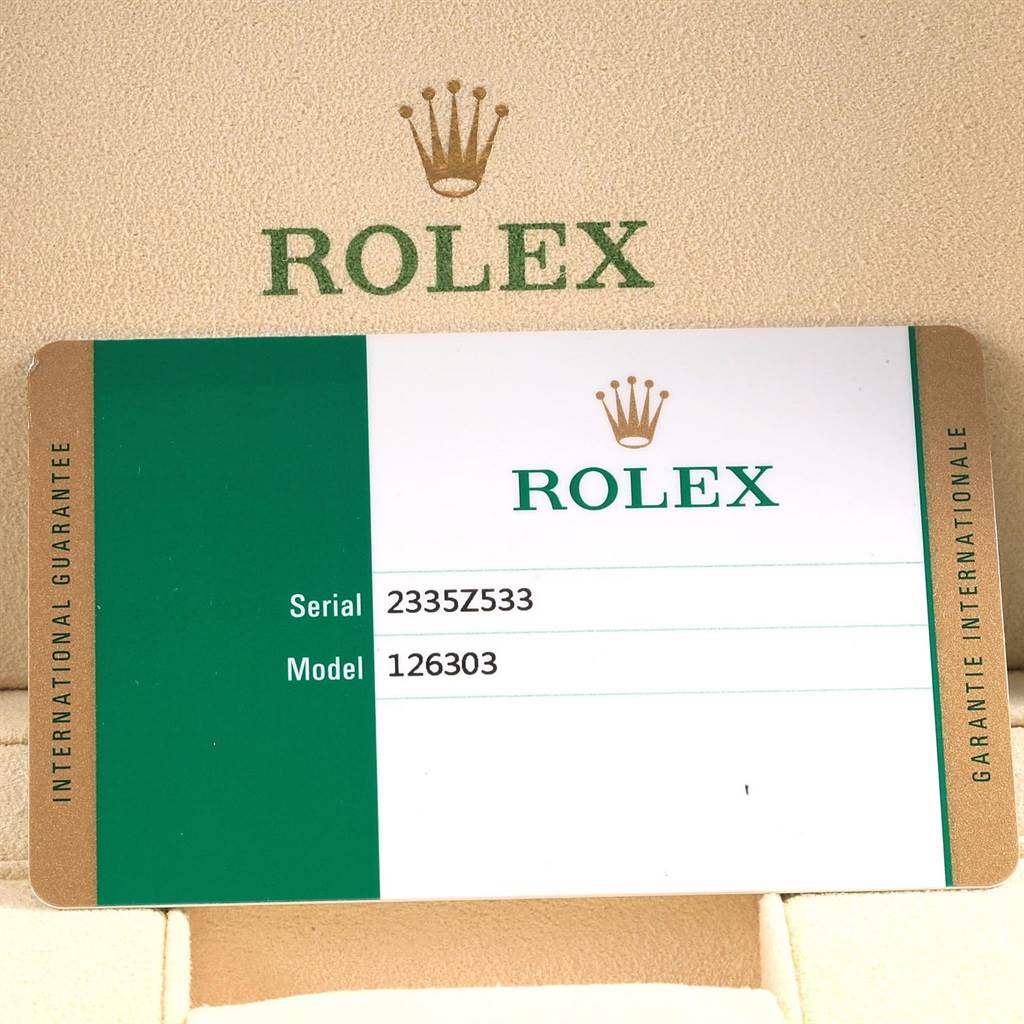 ROLEX
ROLEX
INTERNATIONAL GUARANTEE
Serial 2335Z533
Model 126303
GARANTIE INTERNATIONALE